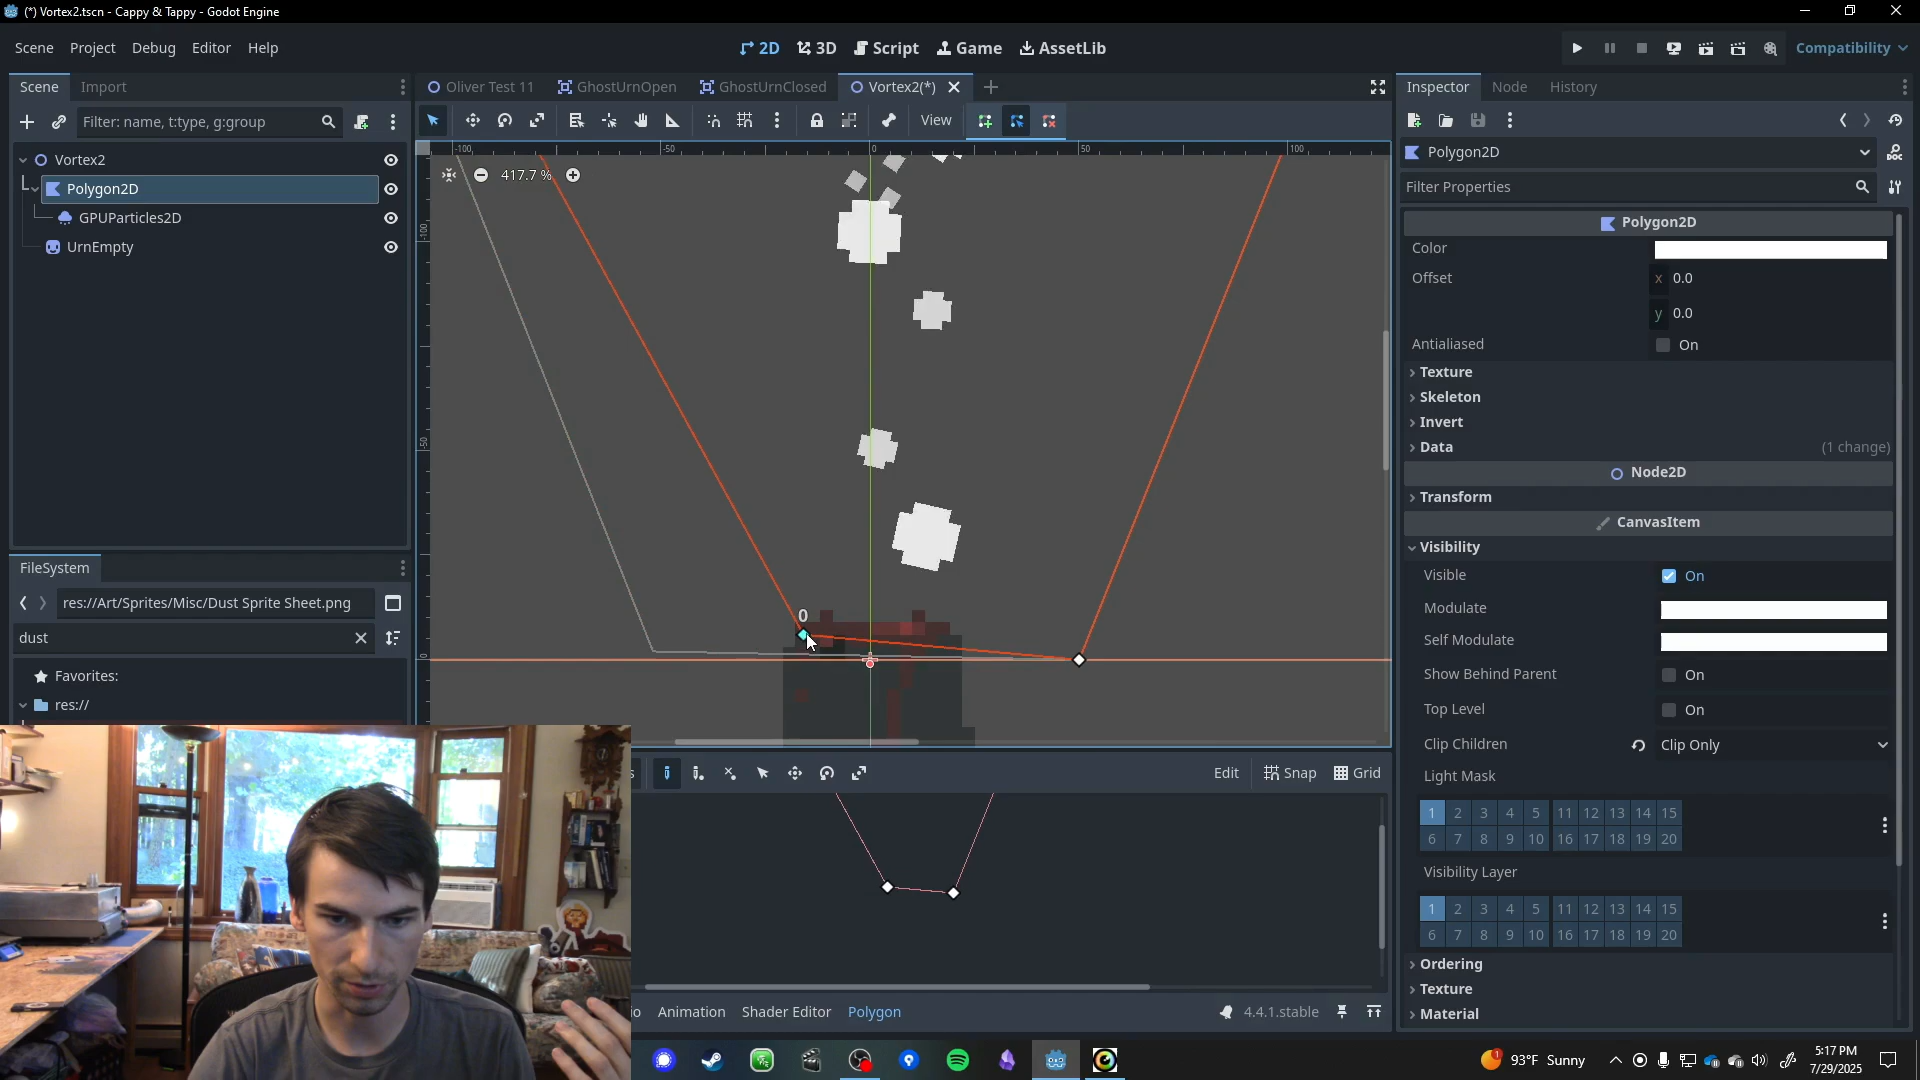 (*) Vortex2.tscn - Cappy & Tappy - Godot Engine
Scene Project Debug Editor Help
2D 3D Script Game AssetLib
Compatibility
Scene Import
Oliver Test 11 GhostUrnOpen GhostUrnClosed Vortex2(*)
Inspector Node History
Filter: name, t:type, g:group
View
Vortex2
Polygon2D
GPUParticles2D
UrnEmpty
-100 -50 0 50 100
417.7 %
-100
-50
0
0
Polygon2D
Filter Properties
Polygon2D
Color
Offset x 0.0
y 0.0
Antialiased On
Texture
Skeleton
Invert
Data (1 change)
Node2D
Transform
CanvasItem
Visibility
Visible On
Modulate
Self Modulate
Show Behind Parent On
Top Level On
Clip Children Clip Only
Light Mask
1 2 3 4 5 11 12 13 14 15
6 7 8 9 10 16 17 18 19 20
Visibility Layer
1 2 3 4 5 11 12 13 14 15
6 7 8 9 10 16 17 18 19 20
Ordering
Texture
Material
FileSystem
res://Art/Sprites/Misc/Dust Sprite Sheet.png
dust
Favorites:
res://
Edit Snap Grid
Animation Shader Editor Polygon
4.4.1.stable
1
93°F Sunny
5:17 PM
7/29/2025